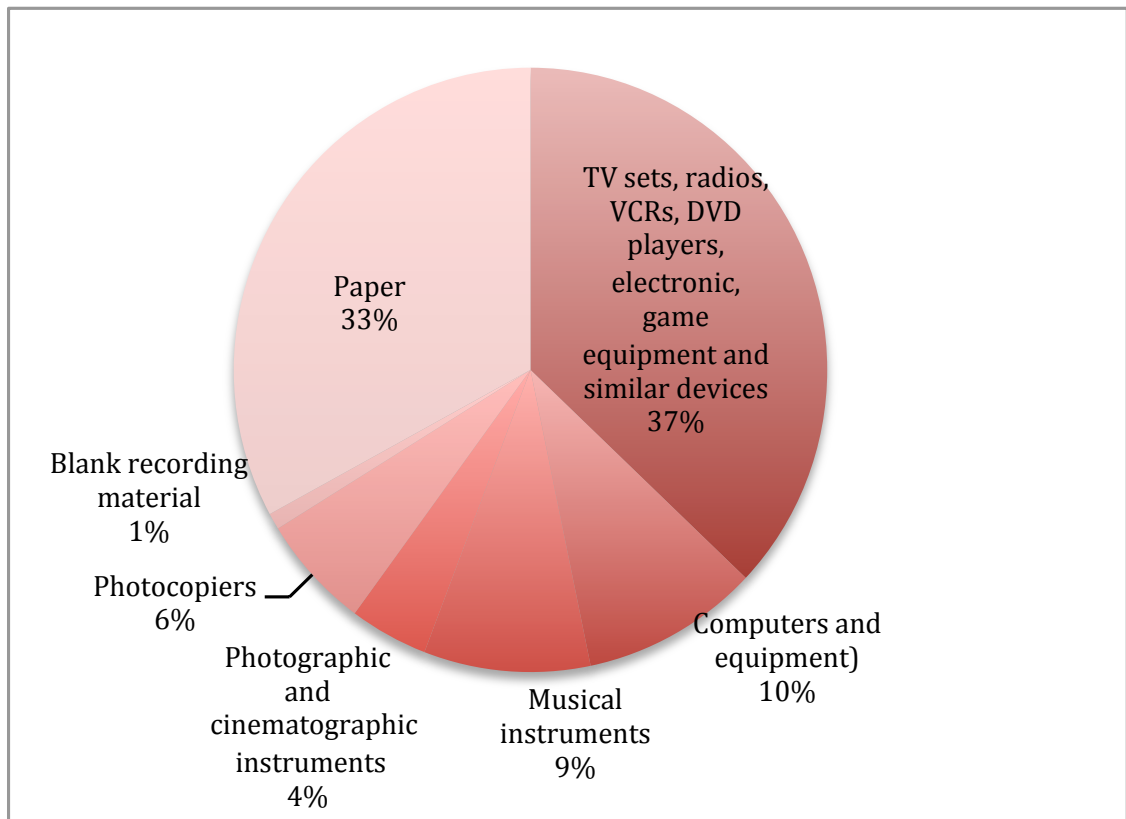 TV sets, radios,
VCRs, DVD
players,
electronic,
game
equipment and
similar devices
37%
Paper
33%
Blank recording
material
1%
Photocopiers
6%
Photographic
and
cinematographic
instruments
4%
Musical
instruments
9%
Computers and
equipment)
10%